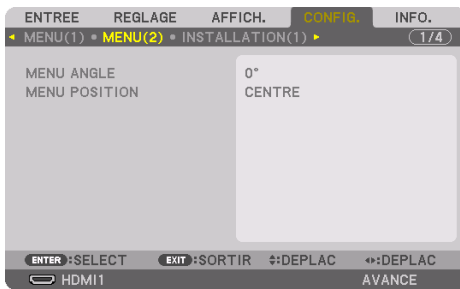 ENTREE REGLAGE AFFICH. CONFIG. INFO.
MENU(1) • MENU(2) • INSTALLATION(1) 1/4
MENU ANGLE 0°
MENU POSITION CENTRE
ENTER :SELECT EXIT :SORTIR :DEPLAC :DEPLAC
HDMI1 AVANCE